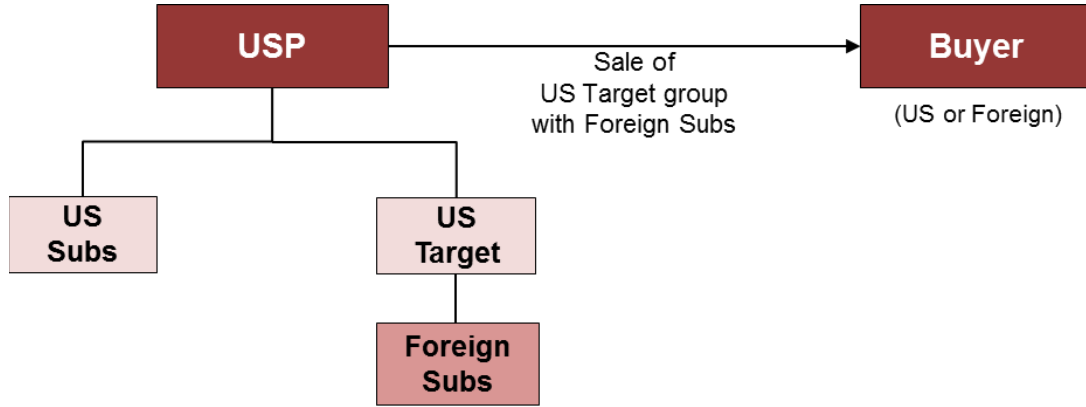 USP
Buyer
Sale of
US Target group
with Foreign Subs
(US or Foreign)
US
Subs
US
Target
Foreign
Subs